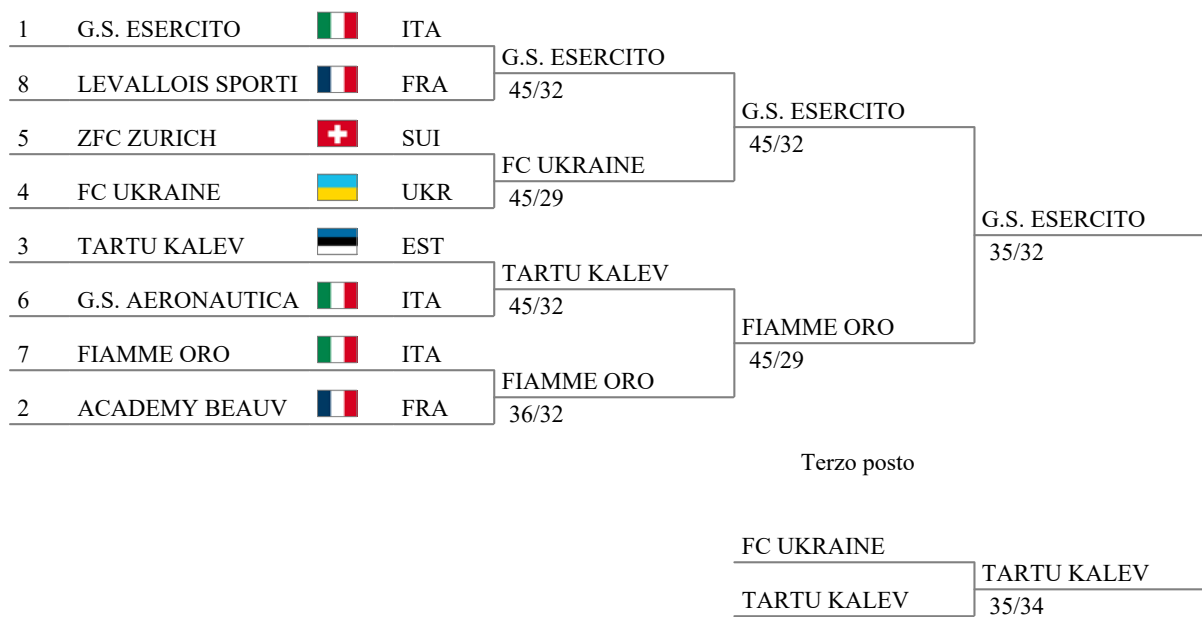 1 G.S. ESERCITO ITA
G.S. ESERCITO
8 LEVALLOIS SPORTI FRA
45/32
G.S. ESERCITO
5 ZFC ZURICH SUI
45/32
FC UKRAINE
4 FC UKRAINE UKR
45/29
G.S. ESERCITO
3 TARTU KALEV EST
35/32
TARTU KALEV
6 G.S. AERONAUTICA ITA
45/32
FIAMME ORO
7 FIAMME ORO ITA
45/29
FIAMME ORO
2 ACADEMY BEAUV FRA
36/32
Terzo posto
FC UKRAINE
TARTU KALEV
TARTU KALEV
35/34